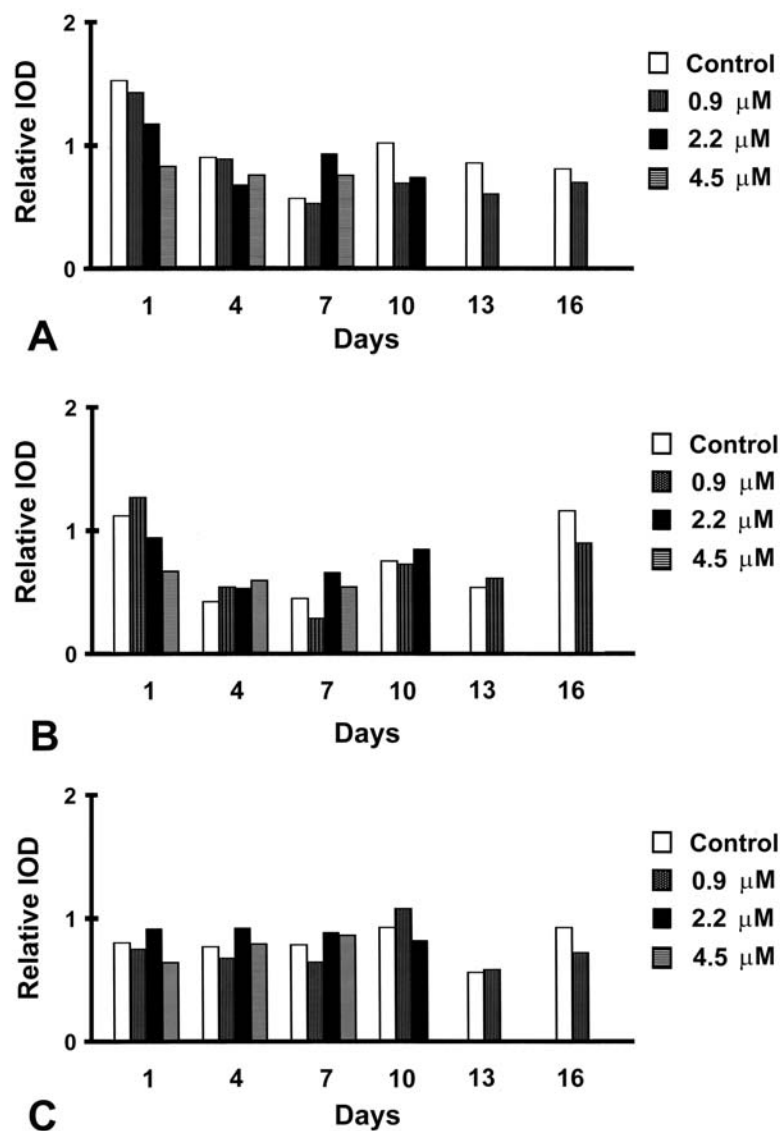 2
Control
0.9 μM
1
2.2 μM
4.5 μM
0
Relative IOD
1 4 7 10 13 16
Days
A
2
Control
0.9 μM
1
2.2 μM
4.5 μM
0
Relative IOD
1 4 7 10 13 16
Days
B
2
Control
0.9 μM
1
2.2 μM
4.5 μM
0
Relative IOD
1 4 7 10 13 16
Days
C